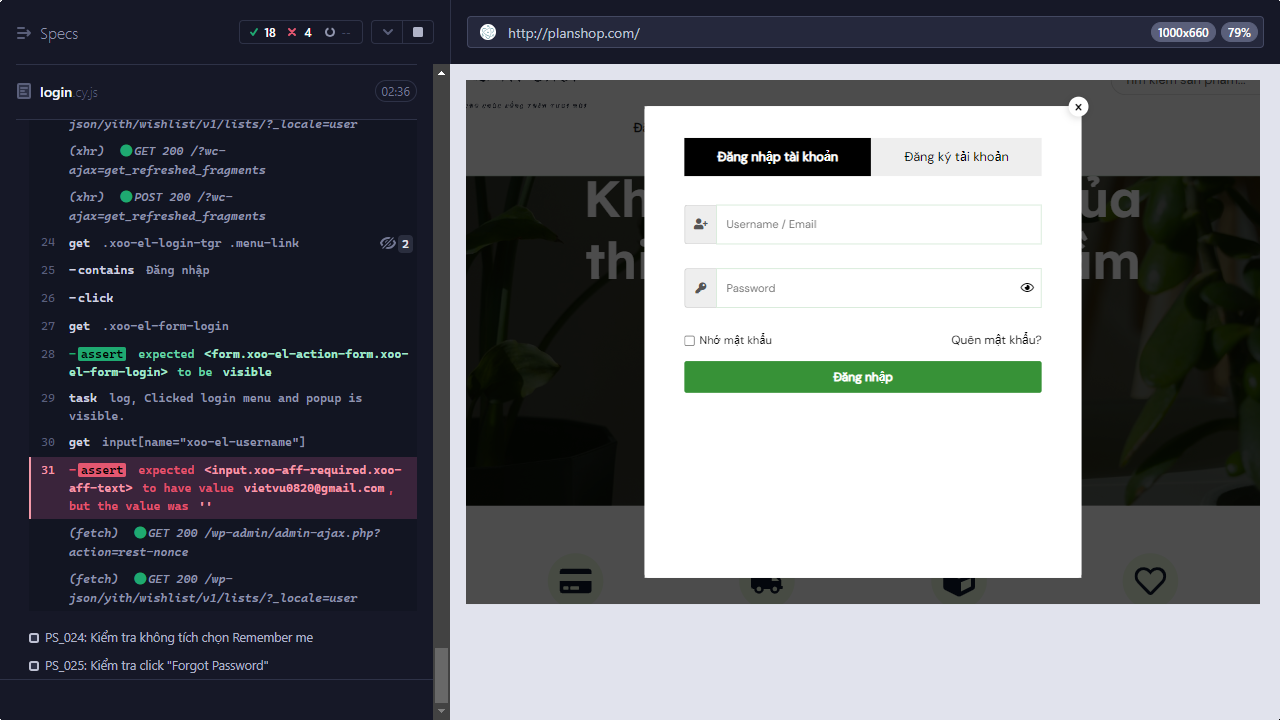 Specs
18 4 --
login.cy.js
02:36
json/yith/wishlist/v1/lists/?_locale=user
(xhr) GET 200 /?wc-
ajax=get_refreshed_fragments
(xhr) POST 200 /?wc-
ajax=get_refreshed_fragments
24 get .xoo-el-login-tgr .menu-link 2
25 -contains Đăng nhập
26 -click
27 get .xoo-el-form-login
28 -assert expected <form.xoo-el-action-form.xoo-
el-form-login> to be visible
29 task log, Clicked login menu and popup is
visible.
30 get input[name="xoo-el-username"]
31 -assert expected <input.xoo-aff-required.xoo-
aff-text> to have value vietvu0820@gmail.com,
but the value was ''
(fetch) GET 200 /wp-admin/admin-ajax.php?
action=rest-nonce
(fetch) GET 200 /wp-
json/yith/wishlist/v1/lists/?_locale=user
PS_024: Kiểm tra không tích chọn Remember me
PS_025: Kiểm tra click "Forgot Password"
http://planshop.com/
1000x660 79%
Tìm kiếm sản phẩm...
×
Đăng nhập tài khoản
Đăng ký tài khoản
Username / Email
Password
Nhớ mật khẩu
Quên mật khẩu?
Đăng nhập